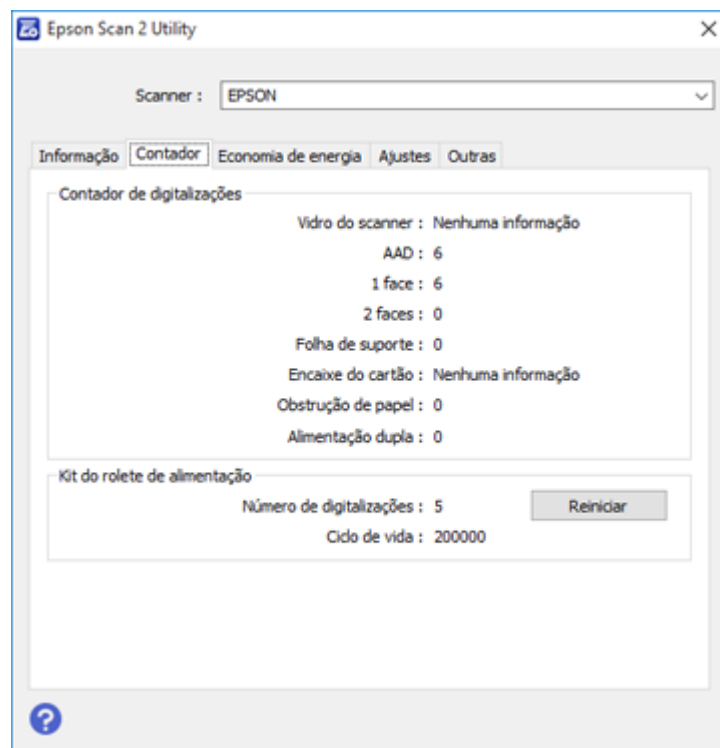 Epson Scan 2 Utility
Scanner : EPSON
Informação Contador Economia de energia Ajustes Outras
Contador de digitalizações
Vidro do scanner : Nenhuma informação
AAD : 6
1 face : 6
2 faces : 0
Folha de suporte : 0
Encaixe do cartão : Nenhuma informação
Obstrução de papel : 0
Alimentação dupla : 0
Kit do rolete de alimentação
Número de digitalizações : 5 Reiniciar
Ciclo de vida : 200000